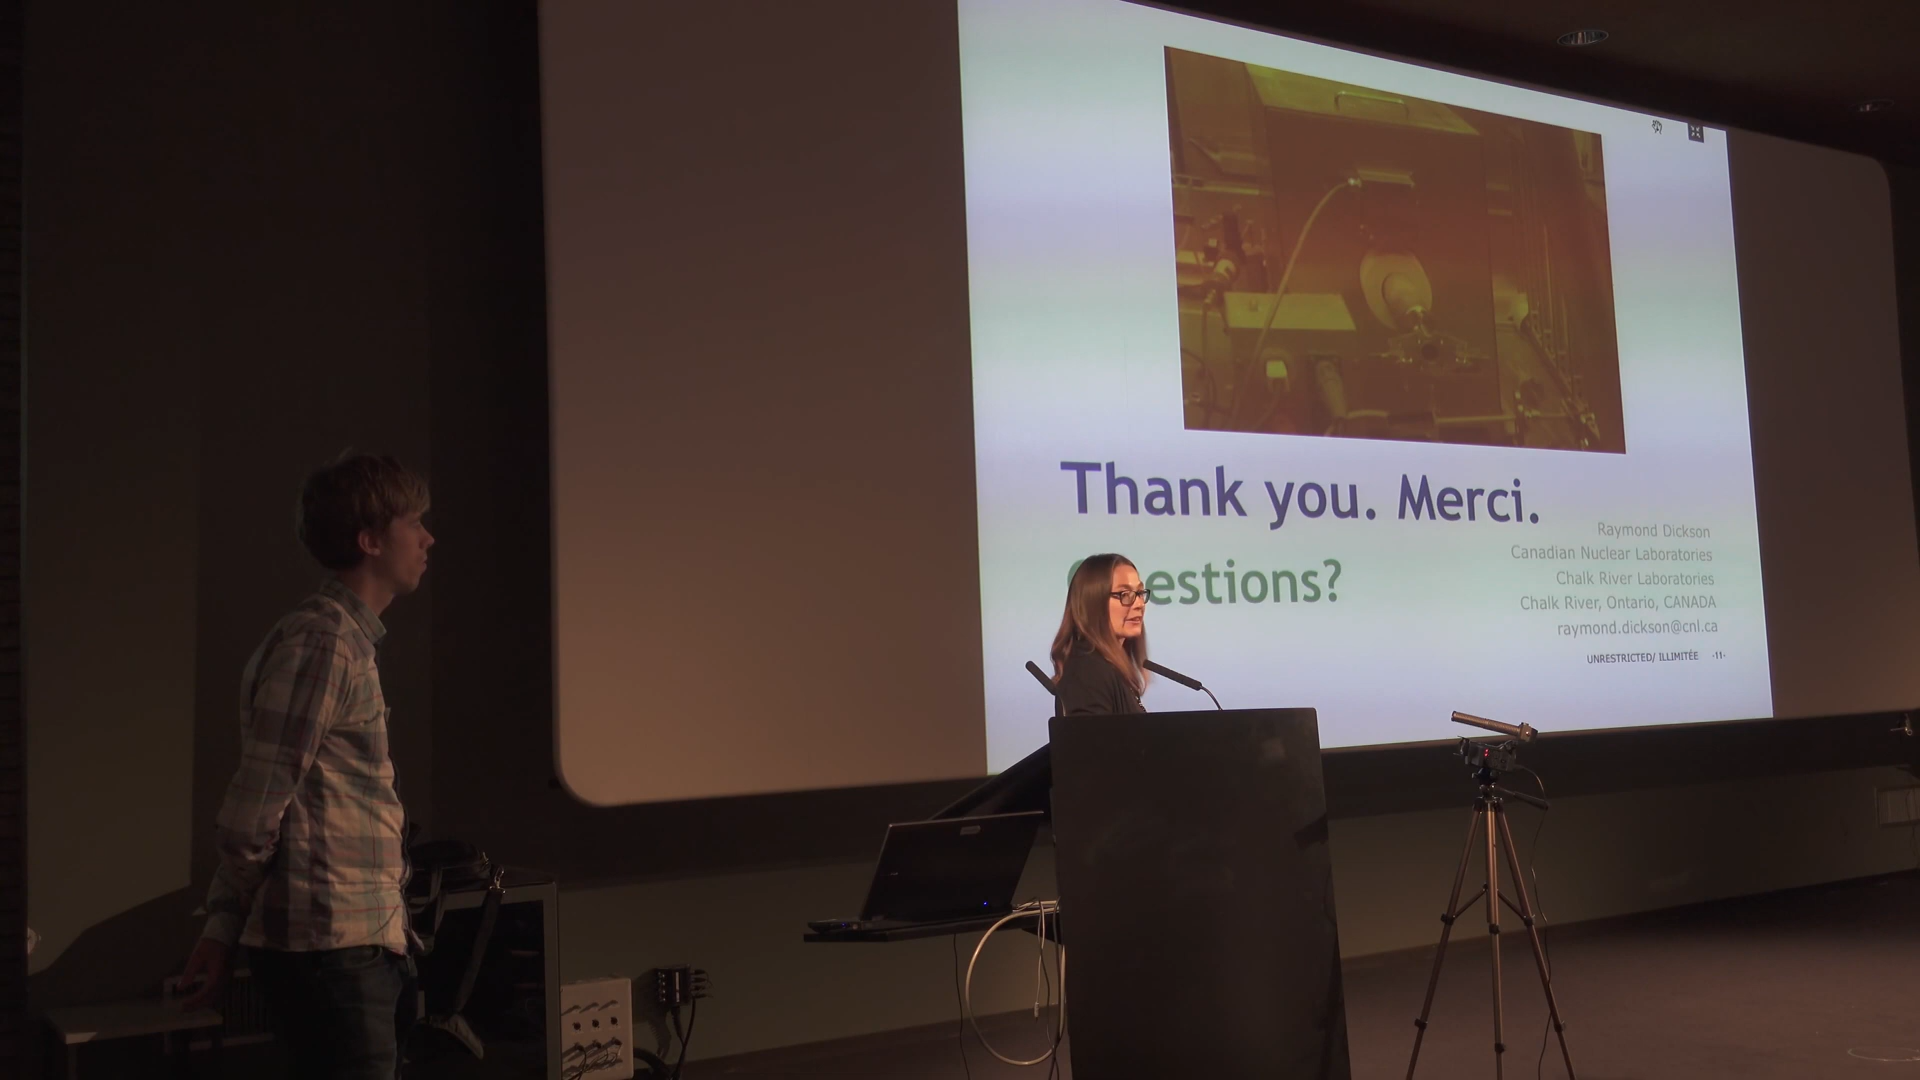 Thank you. Merci.
estions?
Raymond Dickson
Canadian Nuclear Laboratories
Chalk River Laboratories
Chalk River, Ontario, CANADA
raymond.dickson@cnl.ca
UNRESTRICTED/ ILLIMITÉE -11-